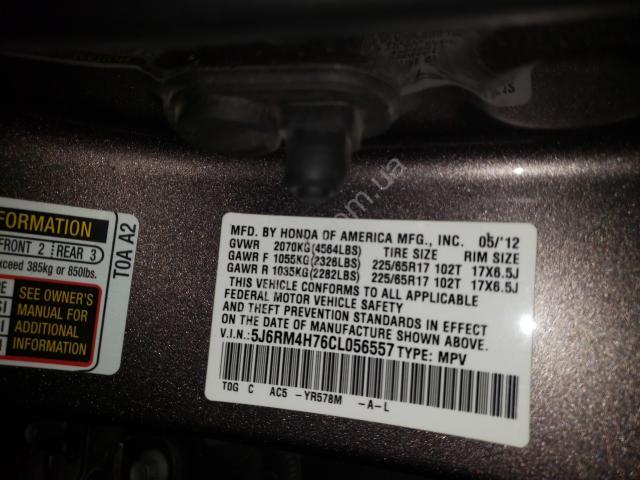 FORMATION
FRONT 2 REAR 3
xceed 385kg or 850lbs.
SEE OWNER'S
MANUAL FOR
ADDITIONAL
INFORMATION
T0A A2
MFD. BY HONDA OF AMERICA MFG., INC. 05/'12
GVWR 2070KG(4564LBS) TIRE SIZE RIM SIZE
GAWR F 1055KG(2326LBS) 225/65R17 102T 17X6.5J
GAWR R 1035KG(2282LBS) 225/65R17 102T 17X6.5J
THIS VEHICLE CONFORMS TO ALL APPLICABLE
FEDERAL MOTOR VEHICLE SAFETY
AND THEFT PREVENTION STANDARDS IN EFFECT
ON THE DATE OF MANUFACTURE SHOWN ABOVE.
V.I.N.: 5J6RM4H76CL056557 TYPE: MPV
T0G C AC5 -YR578M -A-L